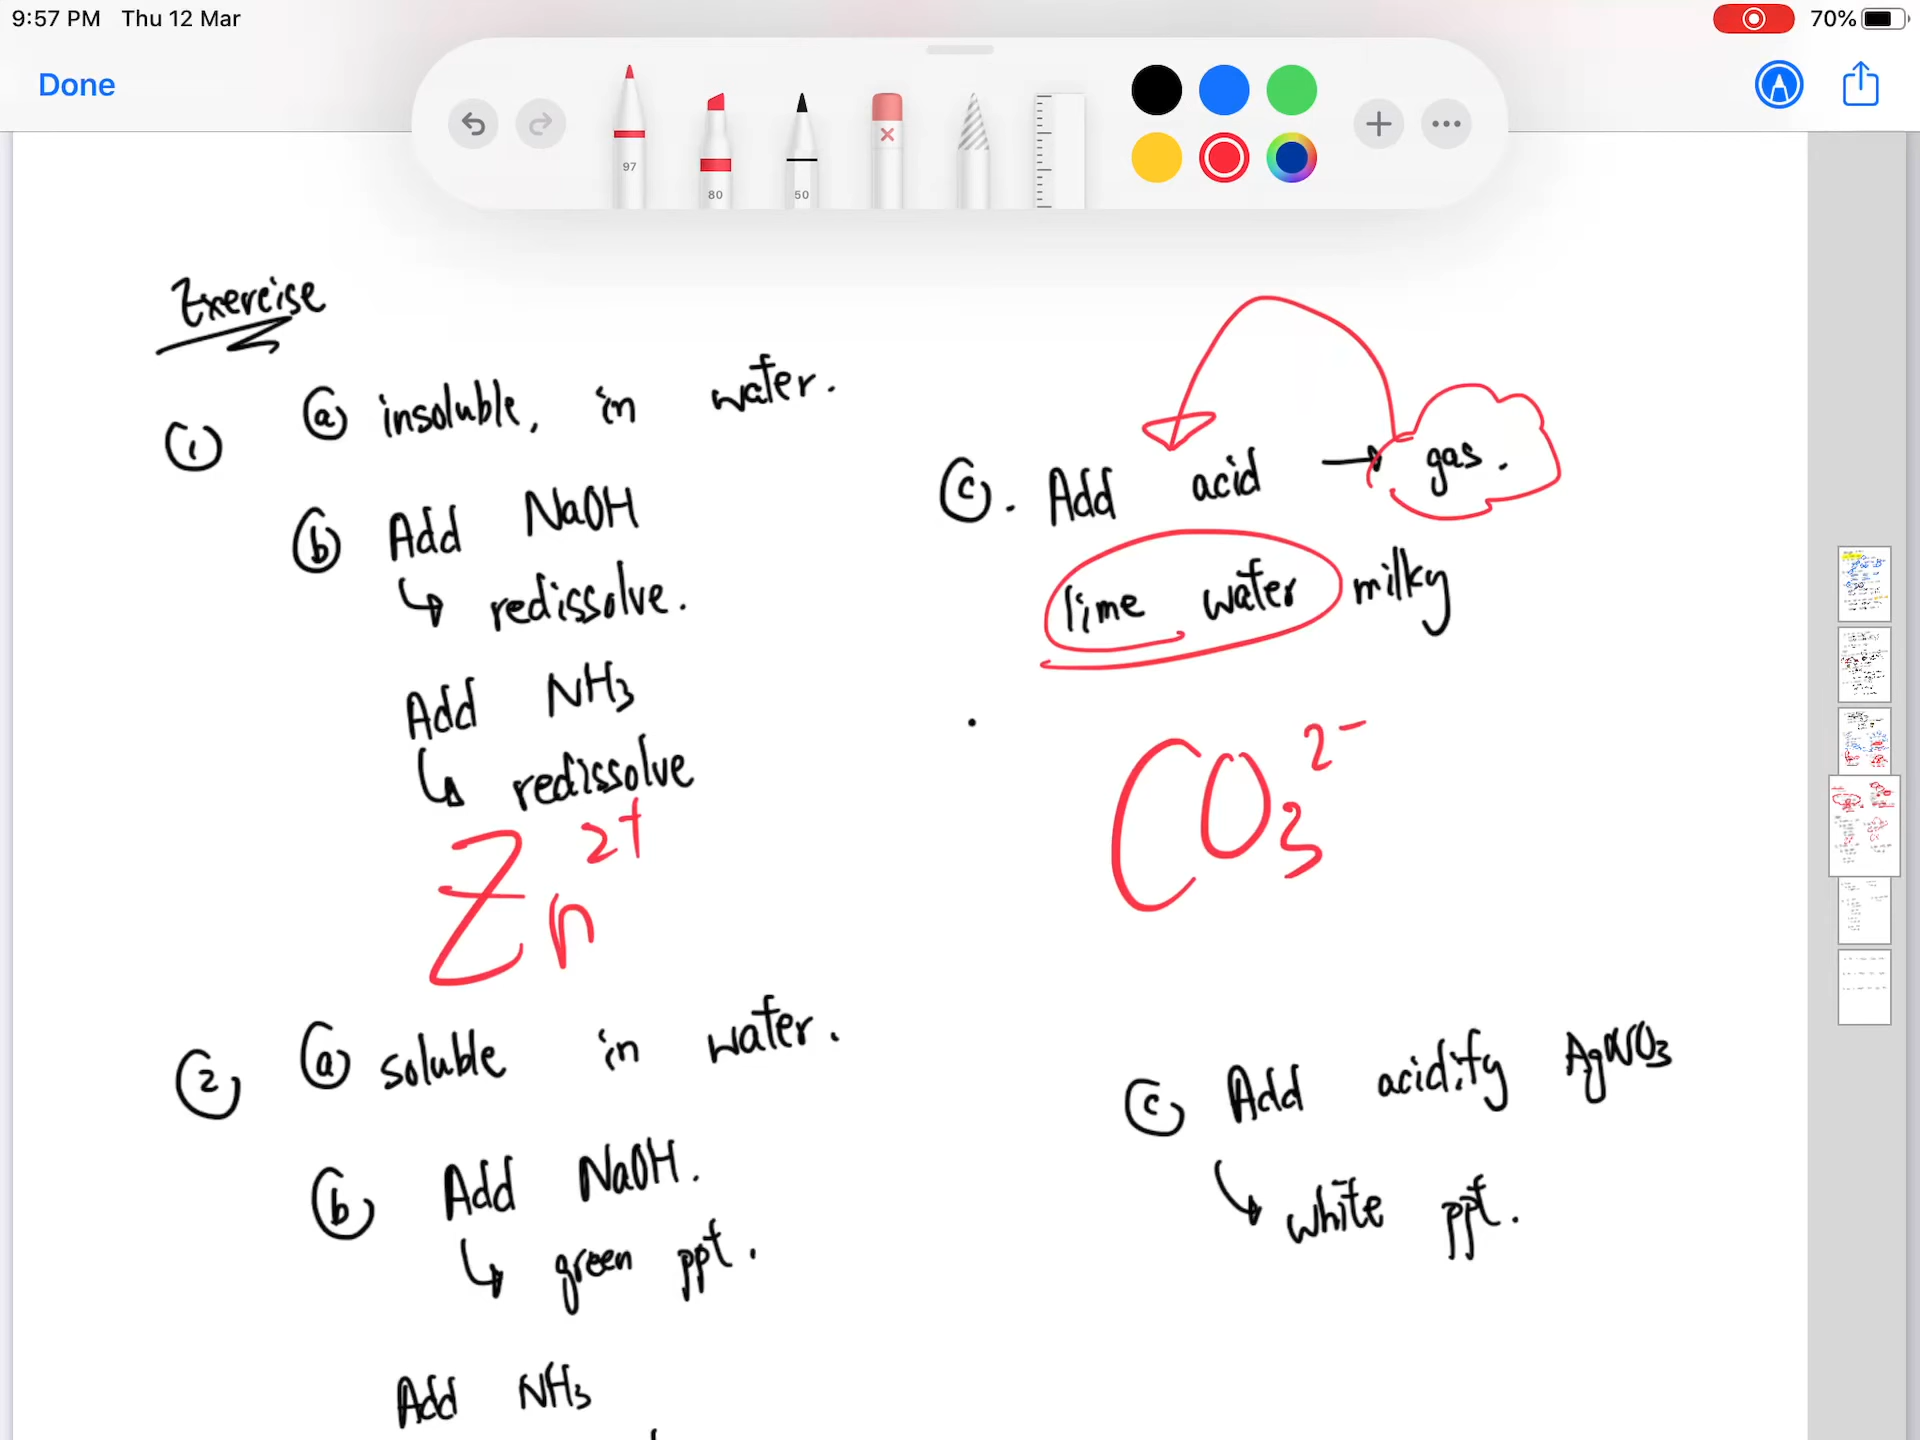 9:57 PM Thu 12 Mar
70%
Done
97
80
50
Exercise
① ⓐ insoluble, in water.
ⓑ Add NaOH
↳ redissolve.
Add NH3
↳ redissolve
Zn2+
ⓒ. Add acid → gas.
lime water milky
CO3 2-
② ⓐ soluble in water.
ⓑ Add NaOH.
↳ green ppt.
Add NH3
ⓒ Add acidify AgNO3
↳ white ppt.